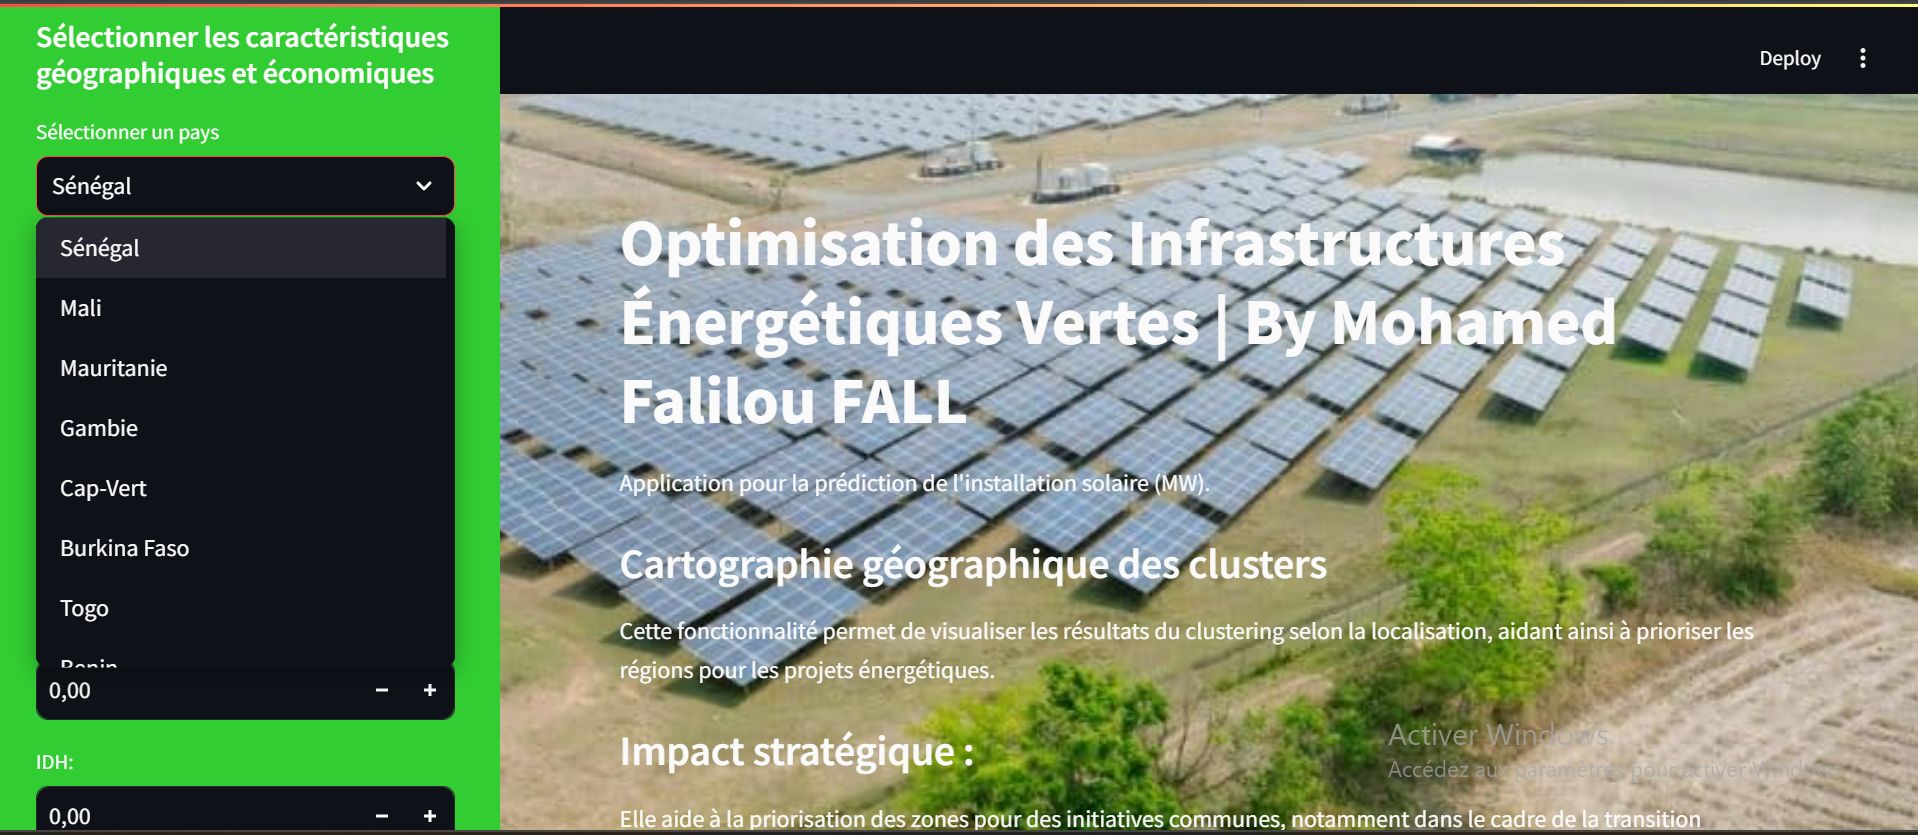 Sélectionner les caractéristiques
géographiques et économiques
Sélectionner un pays
Sénégal
Sénégal
Mali
Mauritanie
Gambie
Cap-Vert
Burkina Faso
Togo
Benin
0,00
IDH:
0,00
Deploy
Optimisation des Infrastructures
Énergétiques Vertes | By Mohamed
Falilou FALL
Application pour la prédiction de l'installation solaire (MW).
Cartographie géographique des clusters
Cette fonctionnalité permet de visualiser les résultats du clustering selon la localisation, aidant ainsi à prioriser les
régions pour les projets énergétiques.
Impact stratégique :
Activer Windows
Accédez aux paramètres pour activer Windows.
Elle aide à la priorisation des zones pour des initiatives communes, notamment dans le cadre de la transition